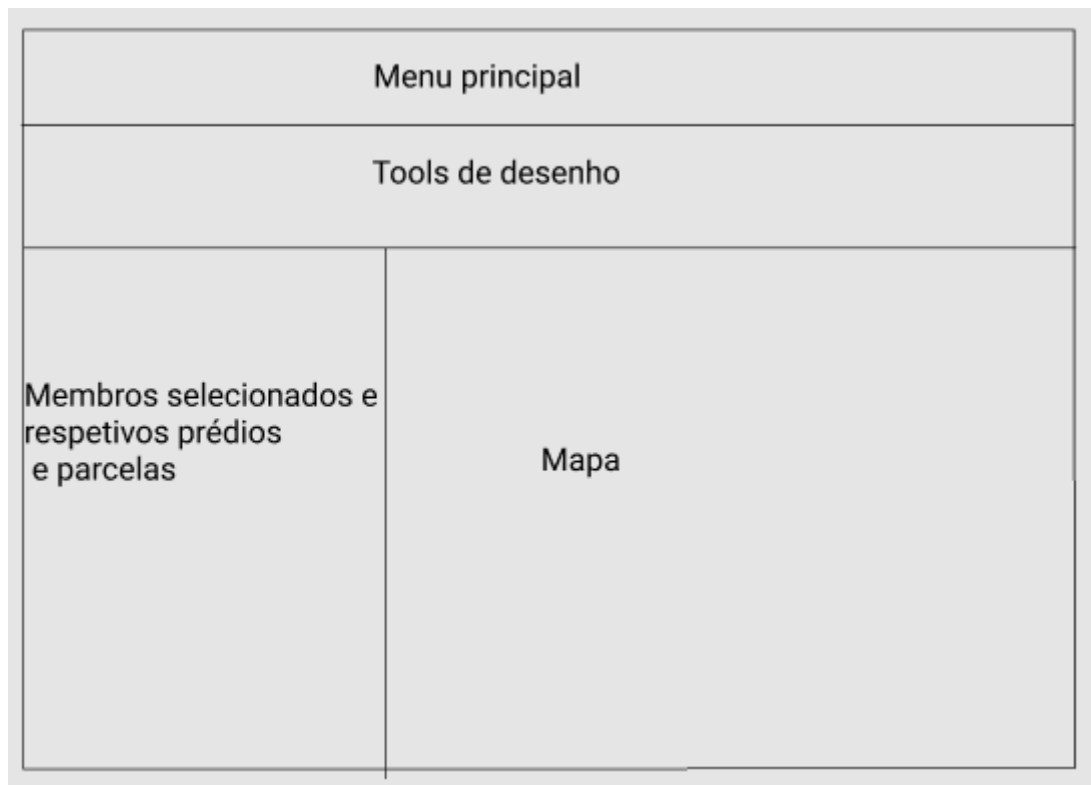 Menu principal
Tools de desenho
Membros selecionados e
respetivos prédios
e parcelas
Mapa